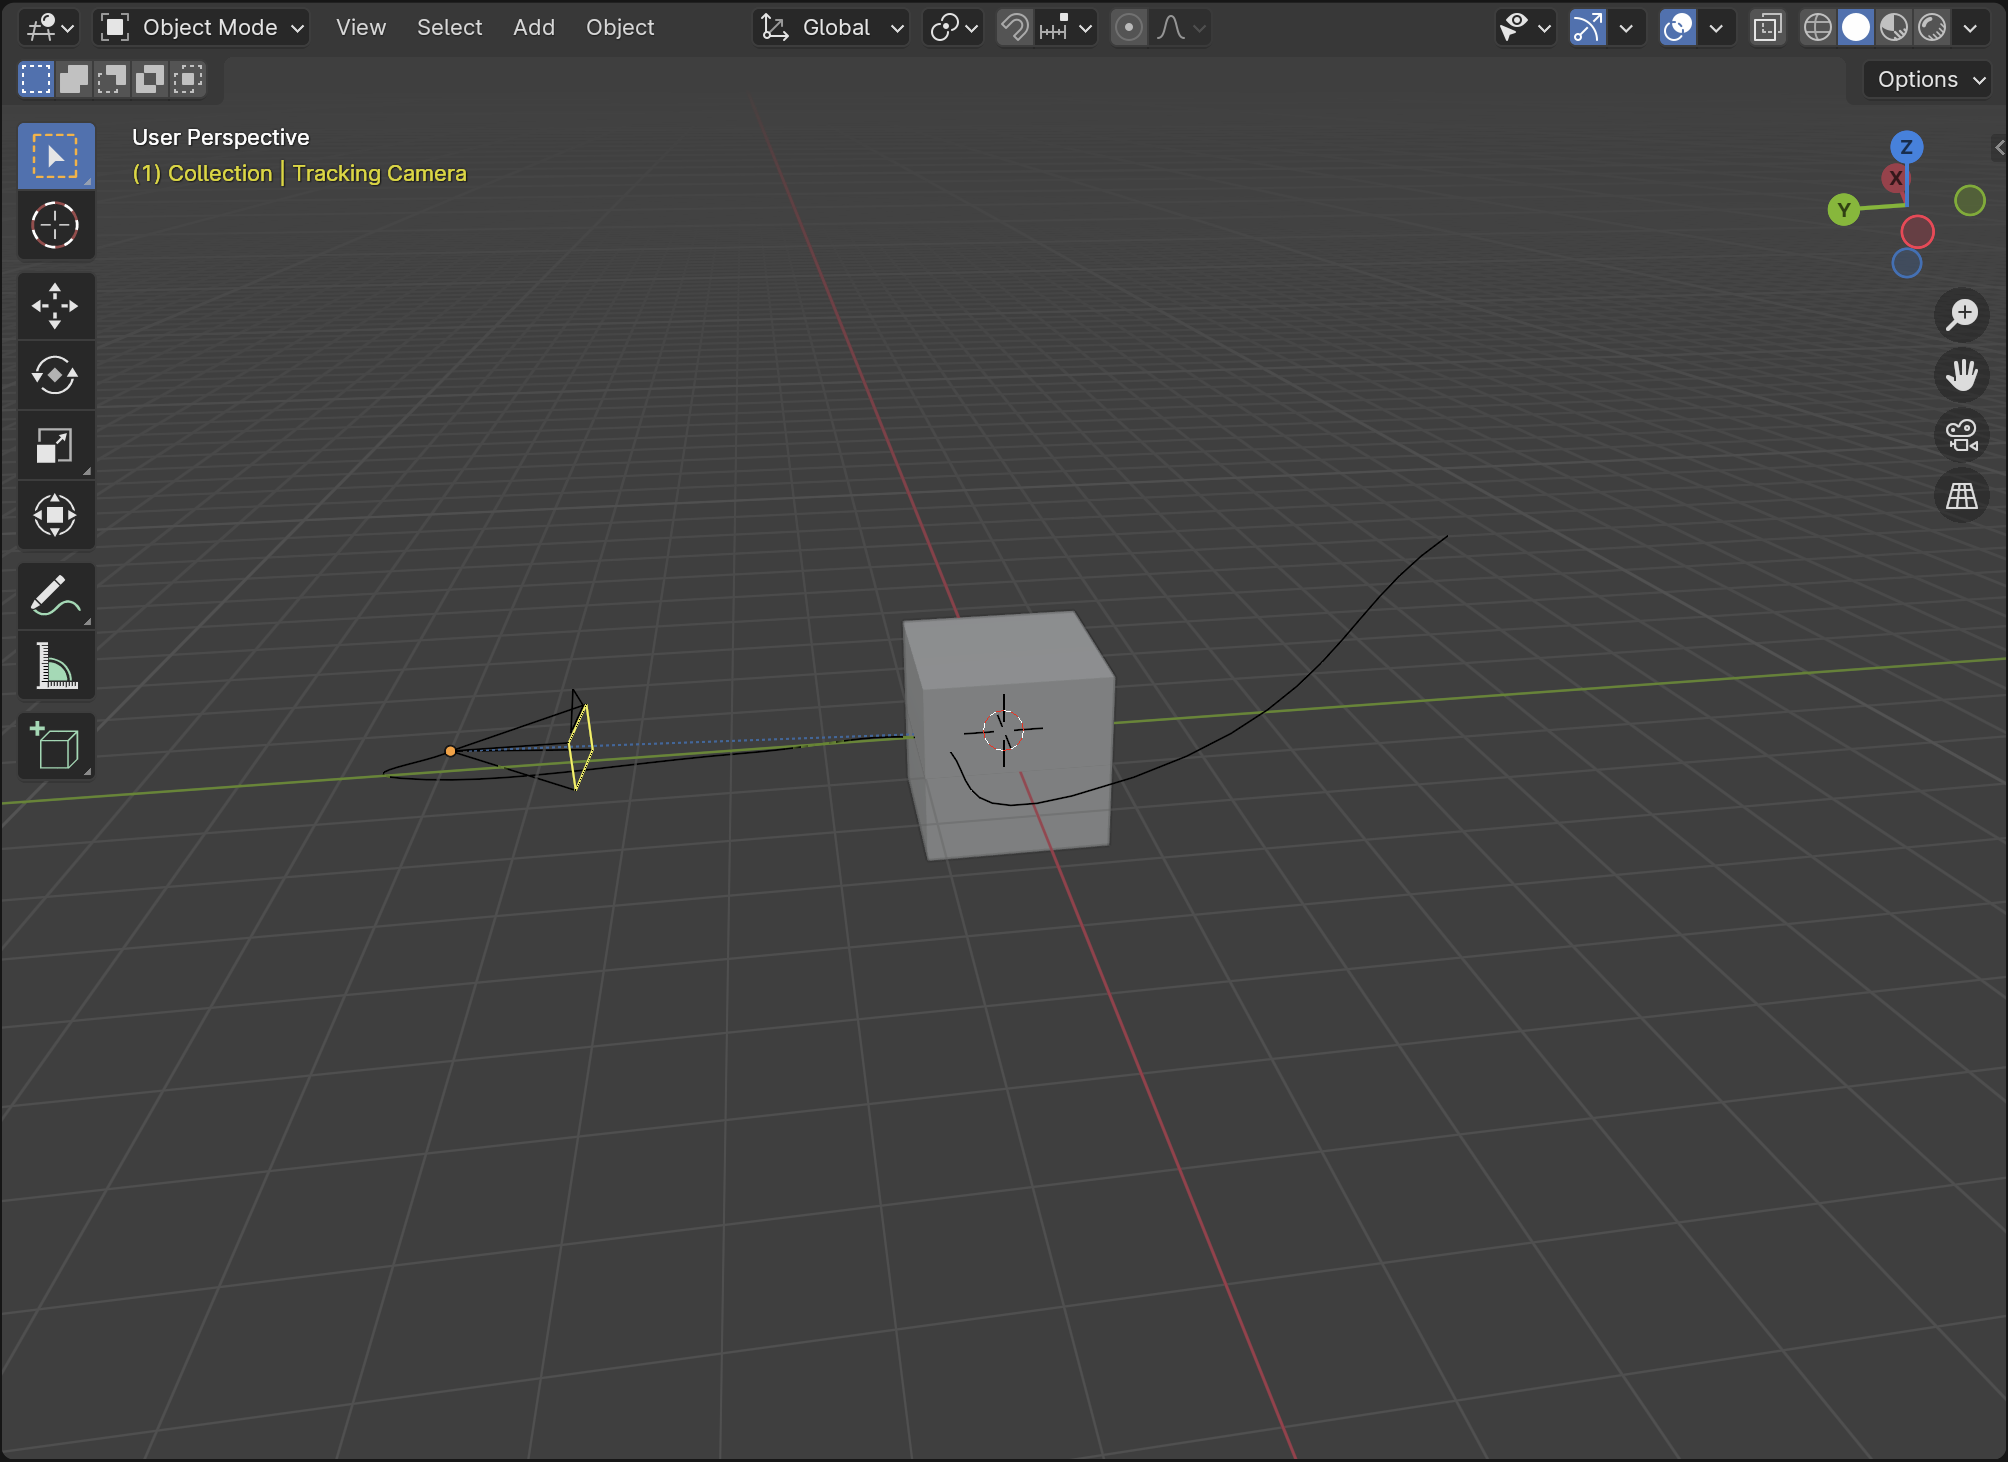 Object Mode View Select Add Object Global
Options
User Perspective
(1) Collection | Tracking Camera
Z
X
Y